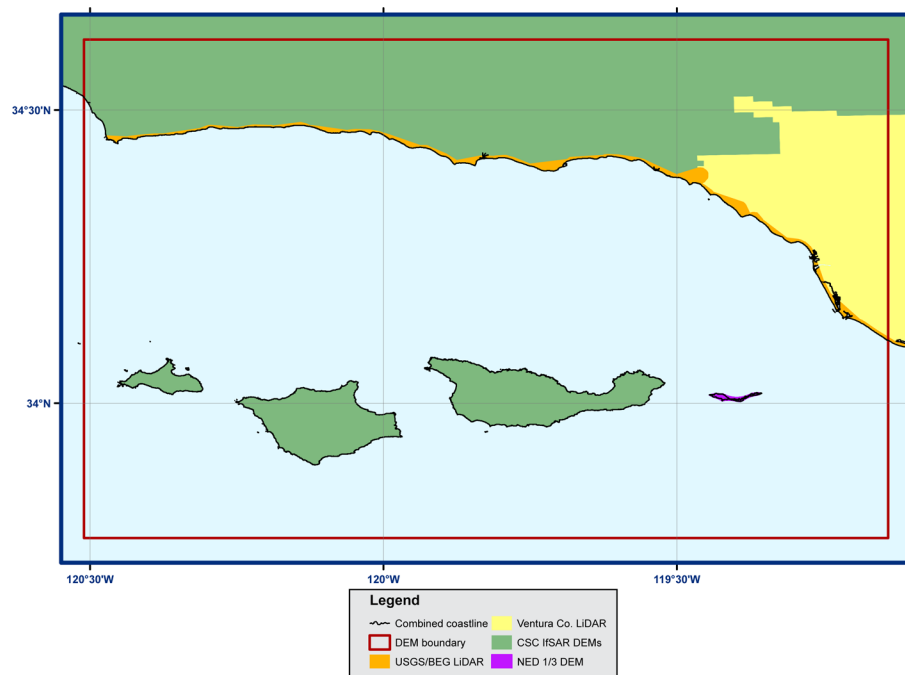 34°30'N
34°N
120°30'W
120°W
119°30'W
Legend
Combined coastline
Ventura Co. LiDAR
DEM boundary
CSC IfSAR DEMs
USGS/BEG LiDAR
NED 1/3 DEM